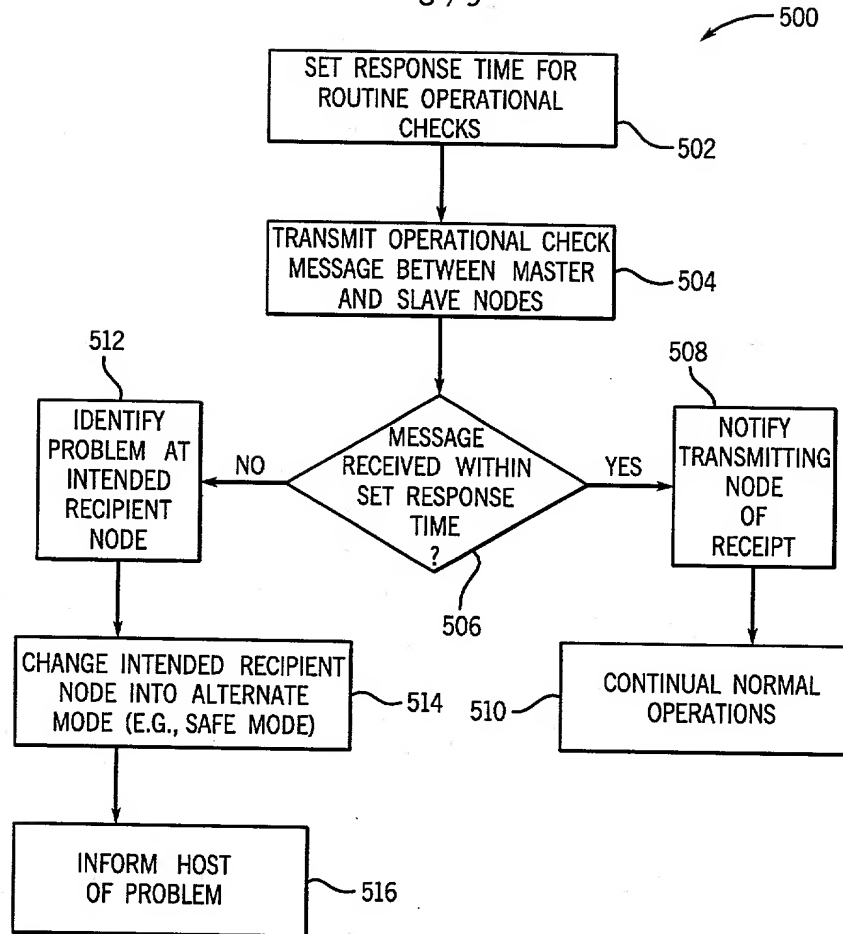 500
SET RESPONSE TIME FOR
ROUTINE OPERATIONAL
CHECKS
502
TRANSMIT OPERATIONAL CHECK
MESSAGE BETWEEN MASTER
AND SLAVE NODES
504
MESSAGE
RECEIVED WITHIN
SET RESPONSE
TIME
?
506
NO
YES
512
IDENTIFY
PROBLEM AT
INTENDED
RECIPIENT
NODE
508
NOTIFY
TRANSMITTING
NODE
OF
RECEIPT
CHANGE INTENDED RECIPIENT
NODE INTO ALTERNATE
MODE (E.G., SAFE MODE)
514
510
CONTINUAL NORMAL
OPERATIONS
INFORM HOST
OF PROBLEM
516